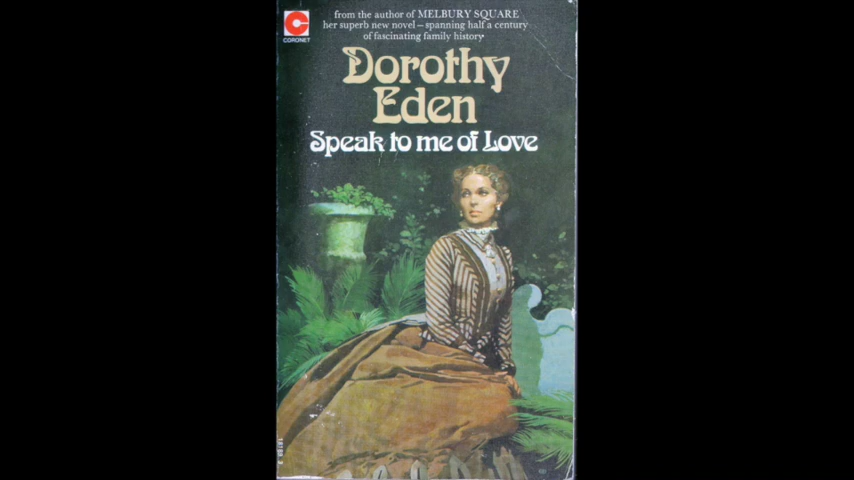 from the author of MELBURY SQUARE
her superb new novel—spanning half a century
of fascinating family history
CORONET
Dorothy
Eden
Speak to me of Love